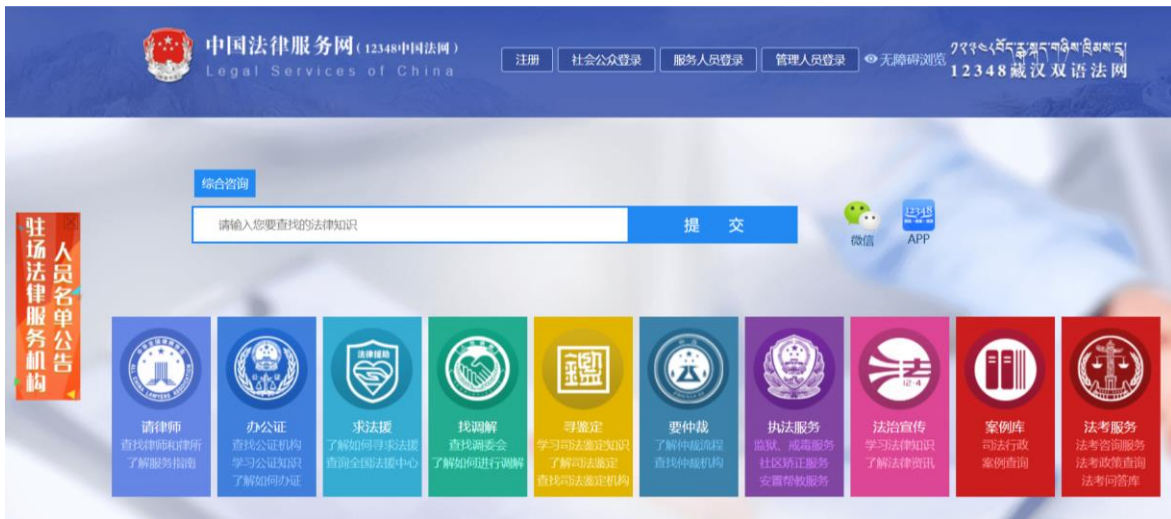 中国法律服务网(12348中国法网)
Legal Services of China
注册
社会公众登录
服务人员登录
管理人员登录
无障碍浏览
༡༢༣༤༨བོད་རྒྱ་སྐད་གཉིས་ཁྲིམས་དྲ།
12348藏汉双语法网
综合咨询
请输入您要查找的法律知识
提 交
微信
12348
APP
驻场法律服务机构
人员名单公告
请律师
查找律师和律所
了解服务指南
办公证
查找公证机构
学习公证知识
了解如何办证
法律援助
求法援
了解如何寻求法援
查询全国法援中心
找调解
查找调委会
了解如何进行调解
鑑
寻鉴定
学习司法鉴定知识
了解司法鉴定
查找司法鉴定机构
要仲裁
了解仲裁流程
查找仲裁机构
执法服务
监狱、戒毒服务
社区矫正服务
安置帮教服务
12·4
法治宣传
学习法律知识
了解法律资讯
案例库
司法行政
案例查询
法考服务
法考咨询服务
法考政策查询
法考问答库